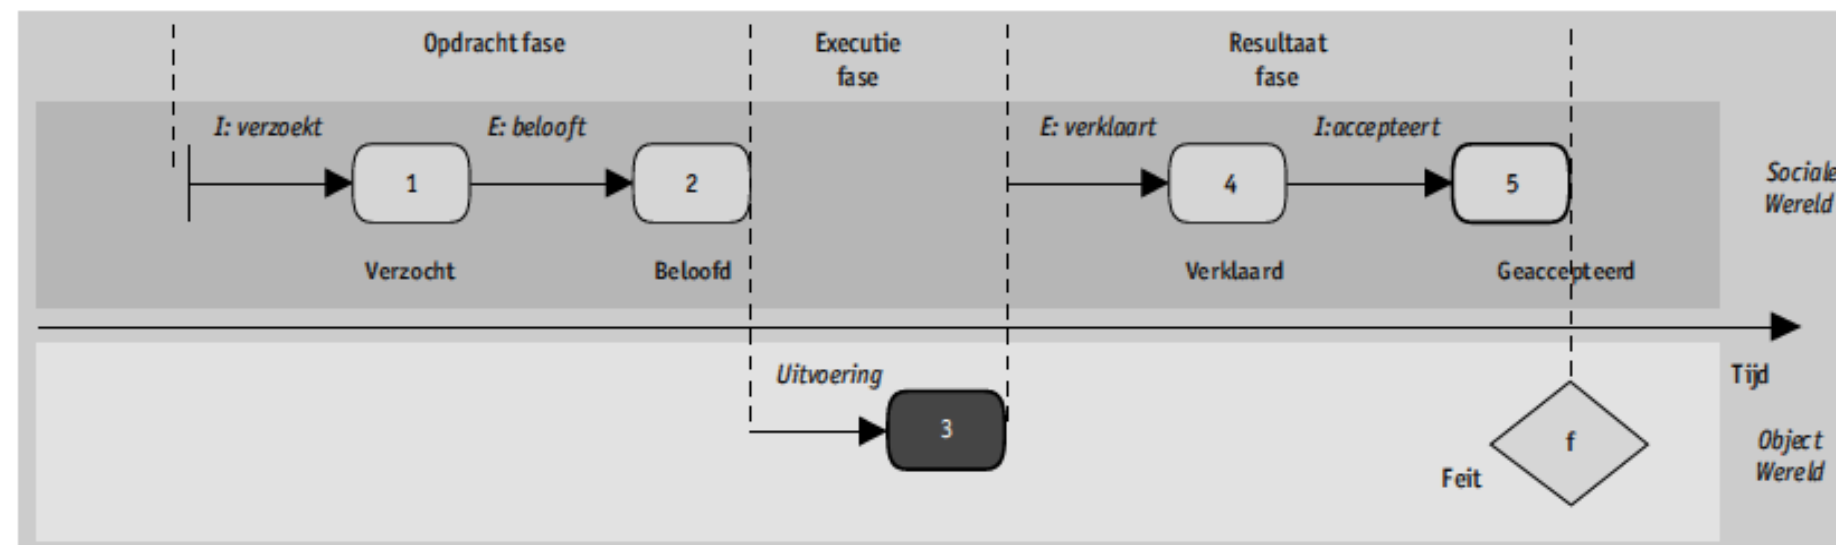 Opdracht fase
Executie
fase
Resultaat
fase
I: verzoekt
E: belooft
E: verklaart
I:accepteert
1
2
4
5
Sociale
Wereld
Verzocht
Beloofd
Verklaard
Geaccepteerd
Uitvoering
Tijd
3
f
Object
Wereld
Feit